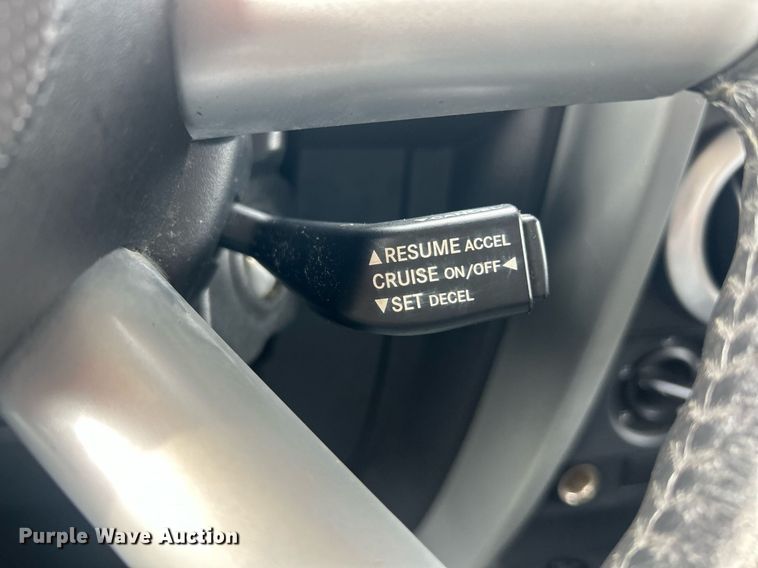 ▲RESUME ACCEL
CRUISE ON/OFF◄
▼SET DECEL
Purple Wave Auction